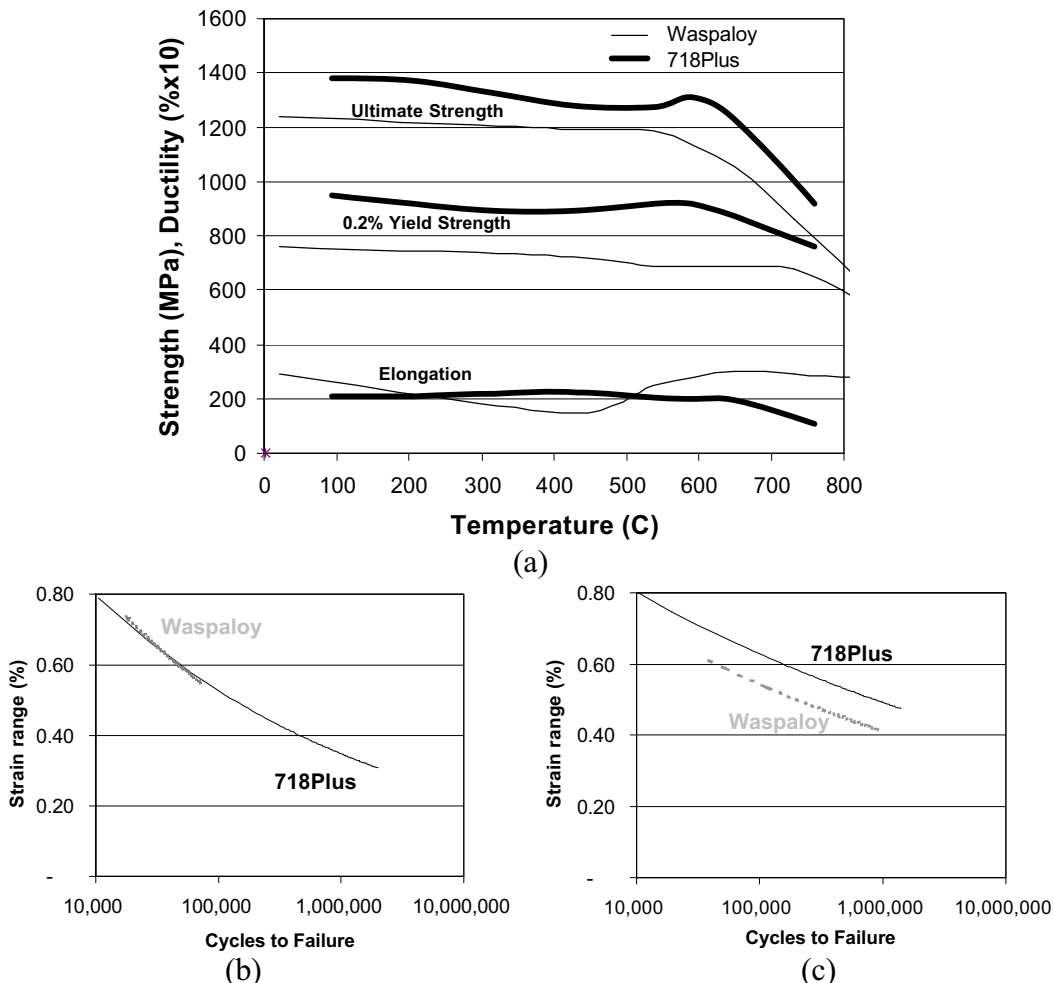 Strength (MPa), Ductility (%x10)
1600
1400
1200
1000
800
600
400
200
0
Waspaloy
718Plus
Ultimate Strength
0.2% Yield Strength
Elongation
0 100 200 300 400 500 600 700 800
Temperature (C)
(a)
Strain range (%)
0.80
0.60
0.40
0.20
-
Waspaloy
718Plus
10,000 100,000 1,000,000 10,000,000
Cycles to Failure
(b)
Strain range (%)
0.80
0.60
0.40
0.20
-
718Plus
Waspaloy
10,000 100,000 1,000,000 10,000,000
Cycles to Failure
(c)